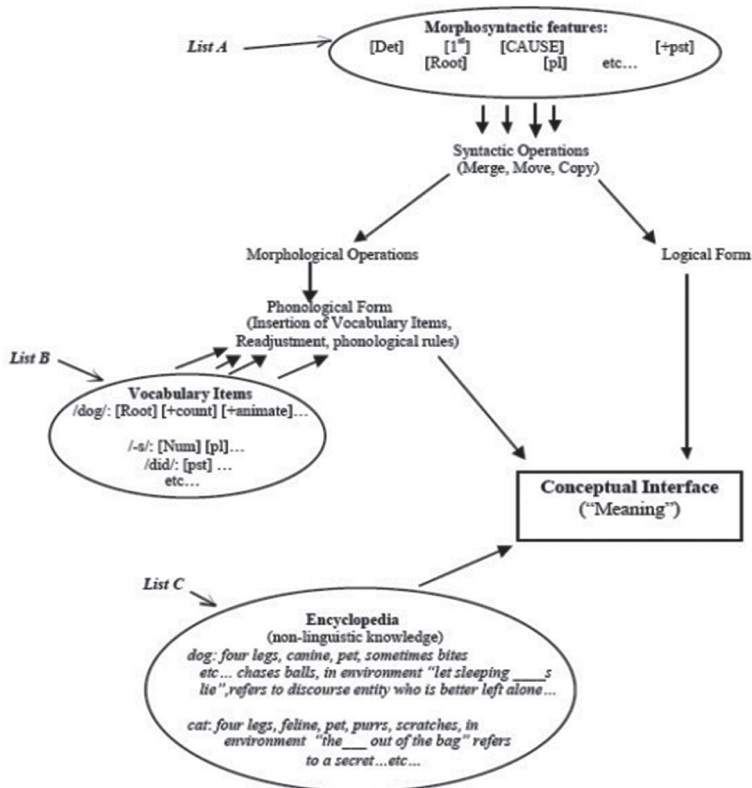 Morphosyntactic features:
List A
[Det] [1st] [CAUSE] [+pst]
[Root] [pl] etc…
Syntactic Operations
(Merge, Move, Copy)
Morphological Operations
Logical Form
Phonological Form
(Insertion of Vocabulary Items,
Readjustment, phonological rules)
List B
Vocabulary Items
/dog/: [Root] [+count] [+animate]…
/-s/: [Num] [pl]…
/did/: [pst] …
etc…
Conceptual Interface
(“Meaning”)
List C
Encyclopedia
(non-linguistic knowledge)
dog: four legs, canine, pet, sometimes bites
etc… chases balls, in environment “let sleeping ____s
lie”,refers to discourse entity who is better left alone…
cat: four legs, feline, pet, purrs, scratches, in
environment “the___ out of the bag” refers
to a secret…etc…